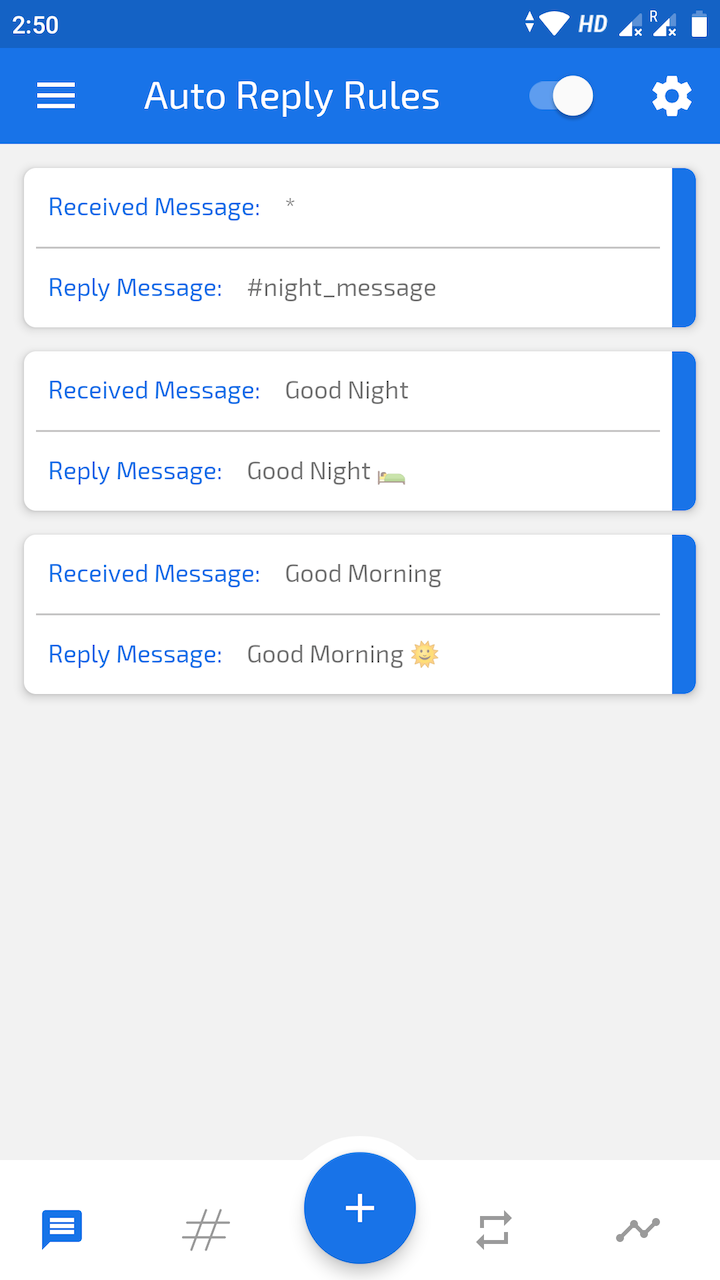 2:50 HD R
Auto Reply Rules
Received Message: *
Reply Message: #night_message
Received Message: Good Night
Reply Message: Good Night 🛏️
Received Message: Good Morning
Reply Message: Good Morning 🌞